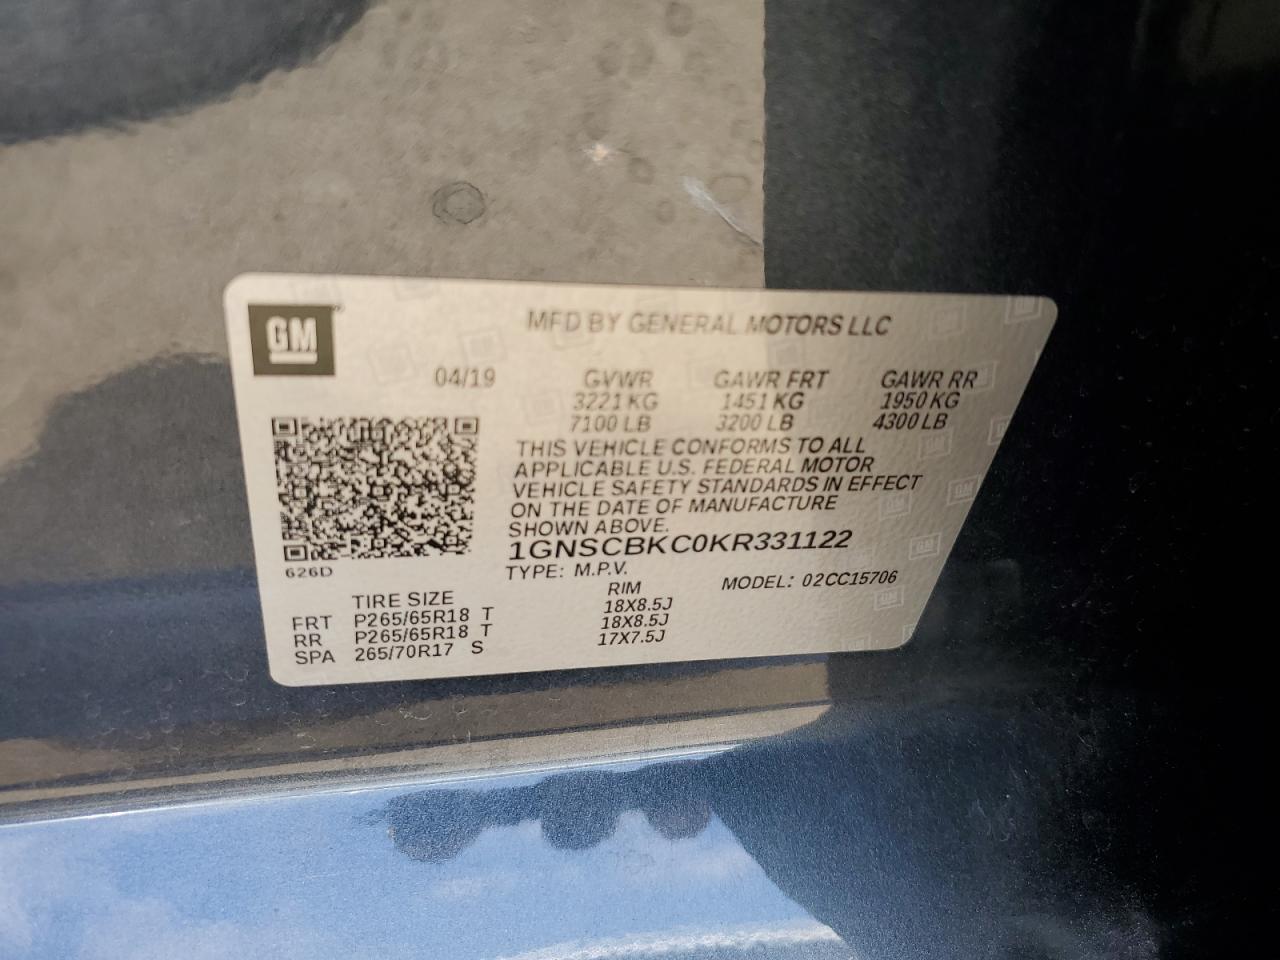 GM
MFD BY GENERAL MOTORS LLC
04/19 GVWR GAWR FRT GAWR RR
3221 KG 1451 KG 1950 KG
7100 LB 3200 LB 4300 LB
THIS VEHICLE CONFORMS TO ALL
APPLICABLE U.S. FEDERAL MOTOR
VEHICLE SAFETY STANDARDS IN EFFECT
ON THE DATE OF MANUFACTURE
SHOWN ABOVE.
1GNSCBKC0KR331122
626D
TYPE: M.P.V. MODEL: 02CC15706
TIRE SIZE RIM
FRT P265/65R18 T 18X8.5J
RR P265/65R18 T 18X8.5J
SPA 265/70R17 S 17X7.5J